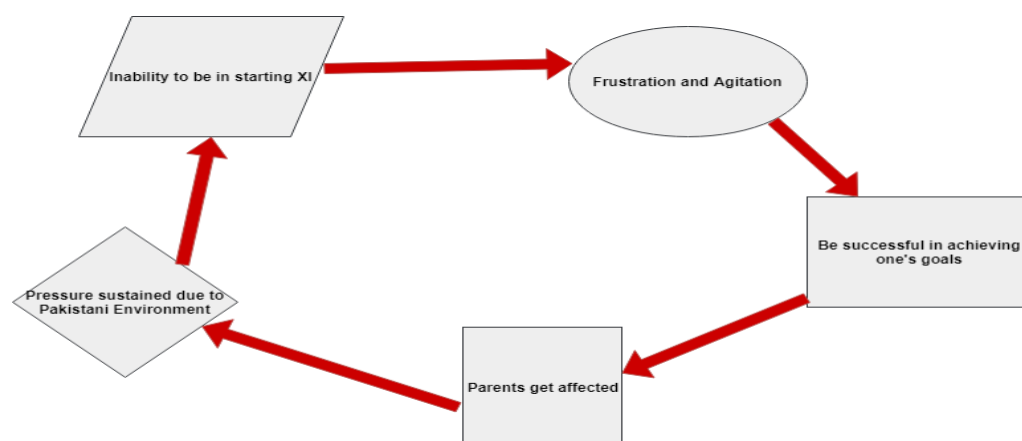 Inability to be in starting XI
Frustration and Agitation
Be successful in achieving
one's goals
Parents get affected
Pressure sustained due to
Pakistani Environment